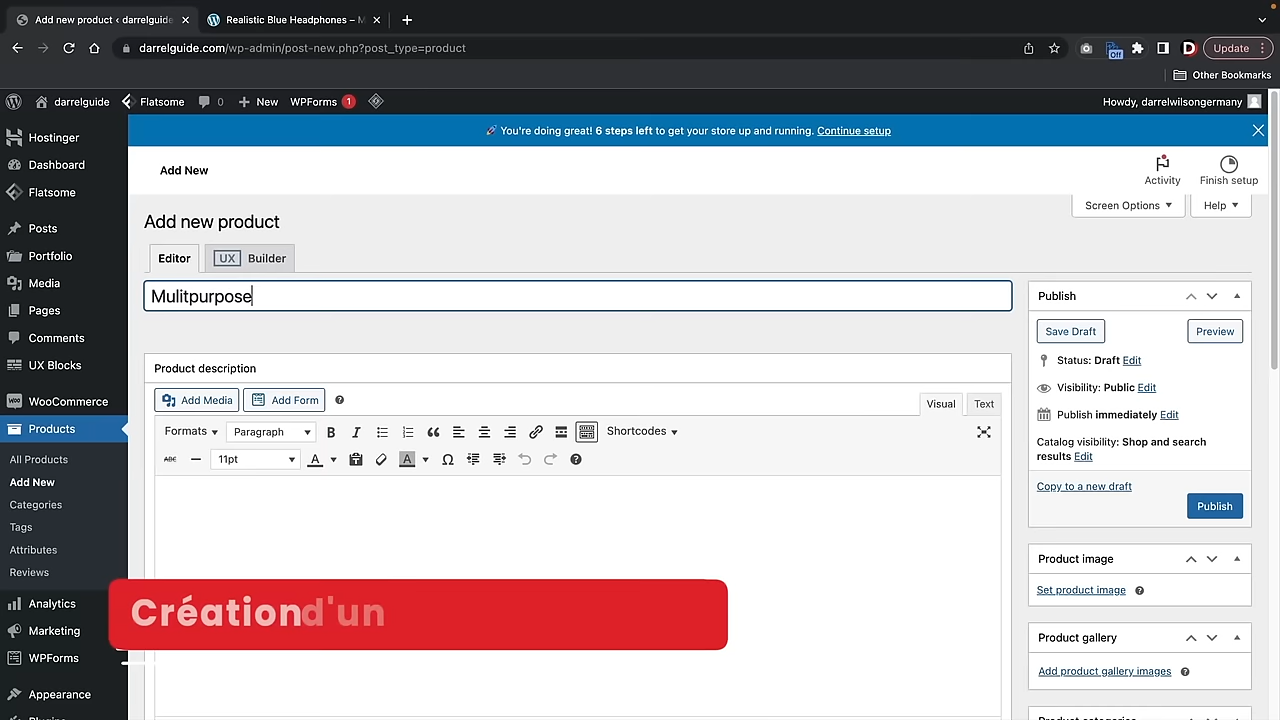 Add new product ‹ darrelguide
Realistic Blue Headphones – M
darrelguide.com/wp-admin/post-new.php?post_type=product
Off
D
Update
Other Bookmarks
darrelguide
Flatsome
0
New
WPForms 1
Howdy, darrelwilsongermany
You're doing great! 6 steps left to get your store up and running. Continue setup
Hostinger
Dashboard
Flatsome
Posts
Portfolio
Media
Pages
Comments
UX Blocks
WooCommerce
Products
All Products
Add New
Categories
Tags
Attributes
Reviews
Analytics
Marketing
WPForms
Appearance
Add New
Activity
Finish setup
Screen Options
Help
Add new product
Editor
UX Builder
Mulitpurpose
Product description
Add Media
Add Form
Visual
Text
Formats
Paragraph
B
I
Shortcodes
ABC
11pt
A
A
Ω
Publish
Save Draft
Preview
Status: Draft Edit
Visibility: Public Edit
Publish immediately Edit
Catalog visibility: Shop and search
results Edit
Copy to a new draft
Publish
Product image
Set product image
Product gallery
Add product gallery images
Création d'un